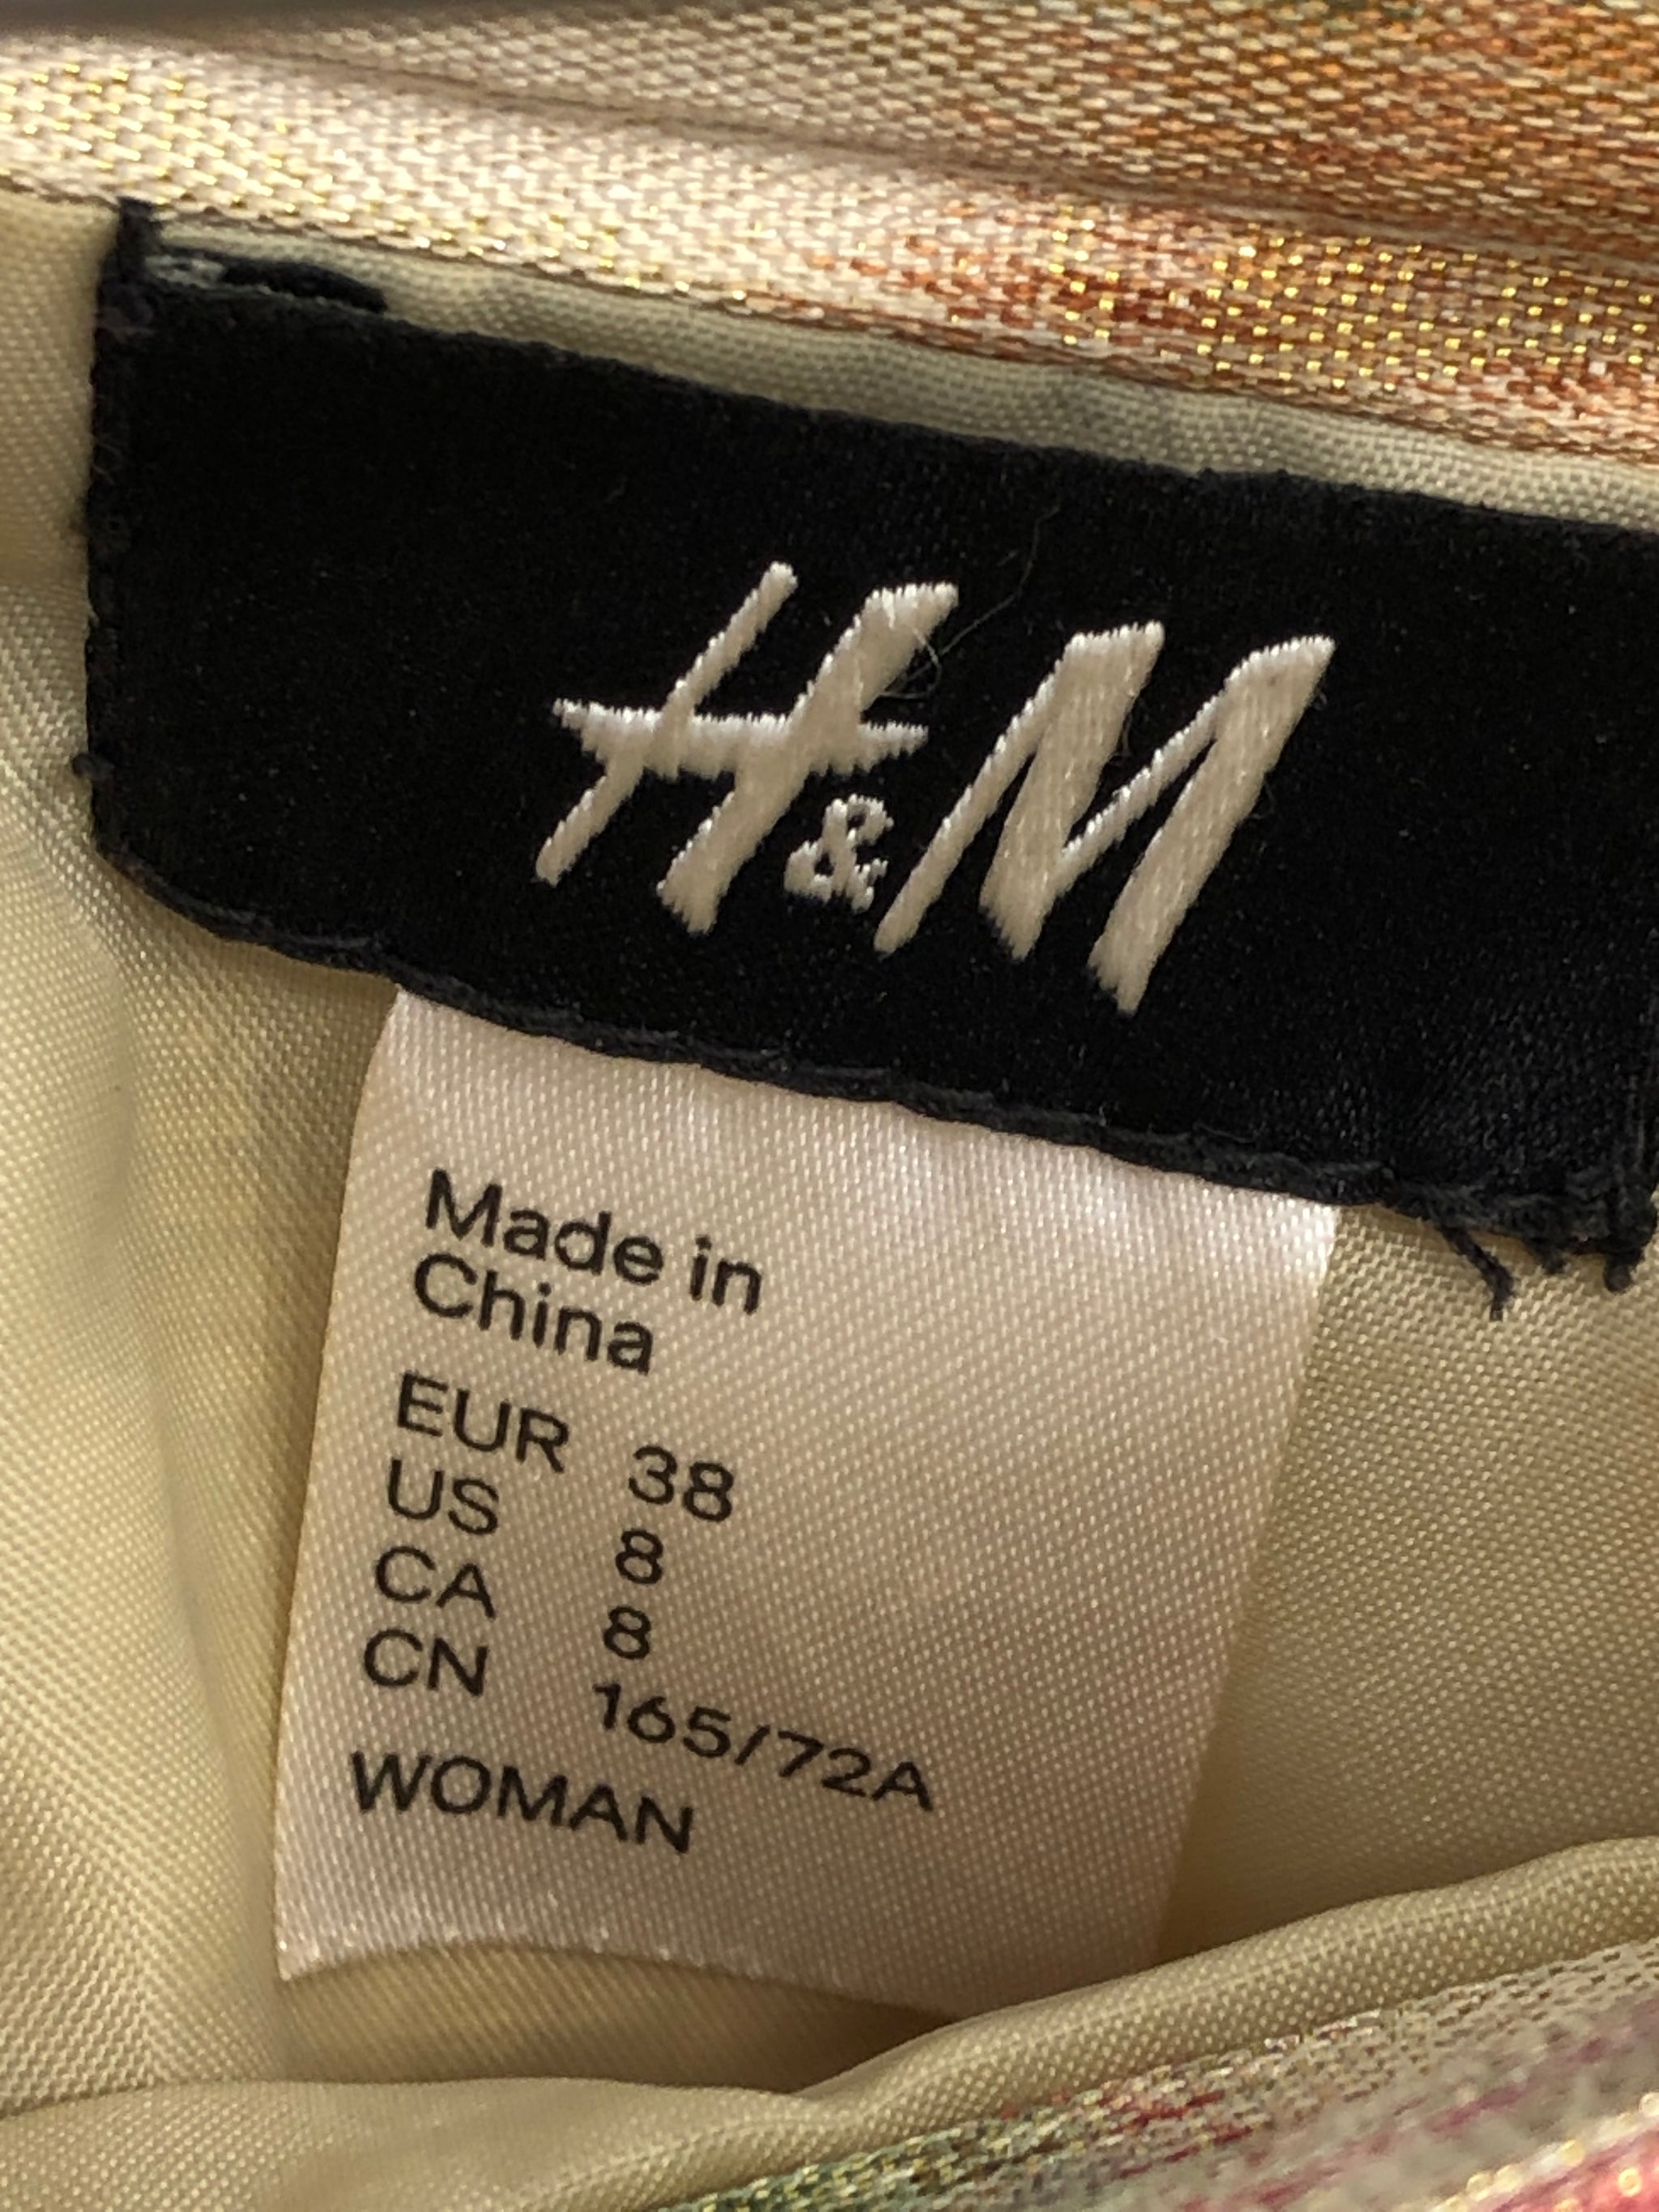 H&M
Made in
China
EUR 38
US 8
CA 8
CN 165/72A
WOMAN